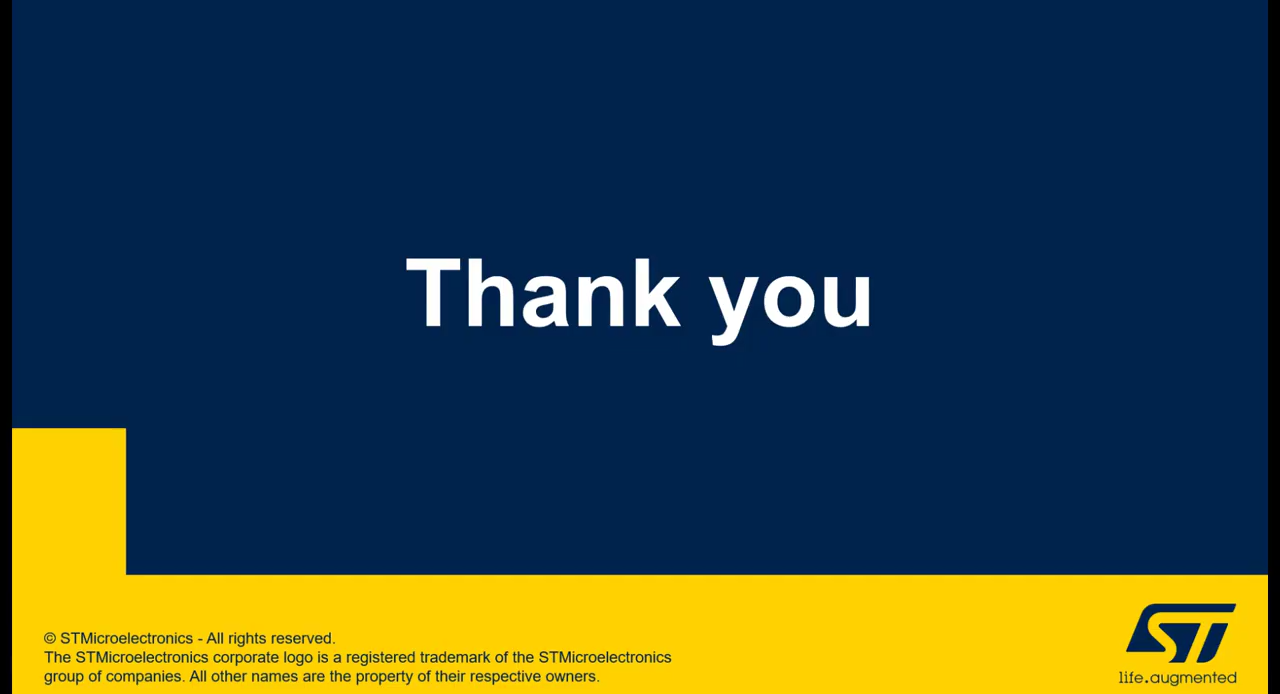 Thank you
© STMicroelectronics - All rights reserved.
The STMicroelectronics corporate logo is a registered trademark of the STMicroelectronics
group of companies. All other names are the property of their respective owners.
ST
life.augmented